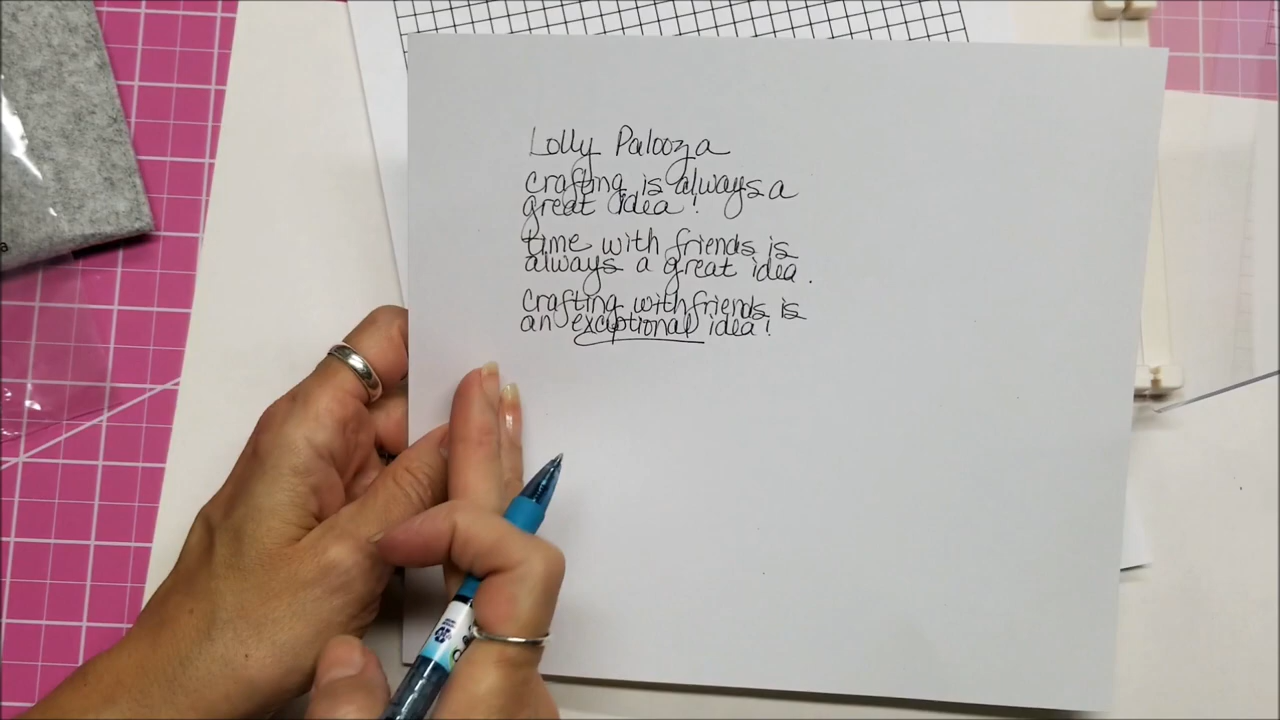 Lolly Palooza
crafting is always a
great idea!
time with friends is
always a great idea.
crafting with friends is
an exceptional idea!